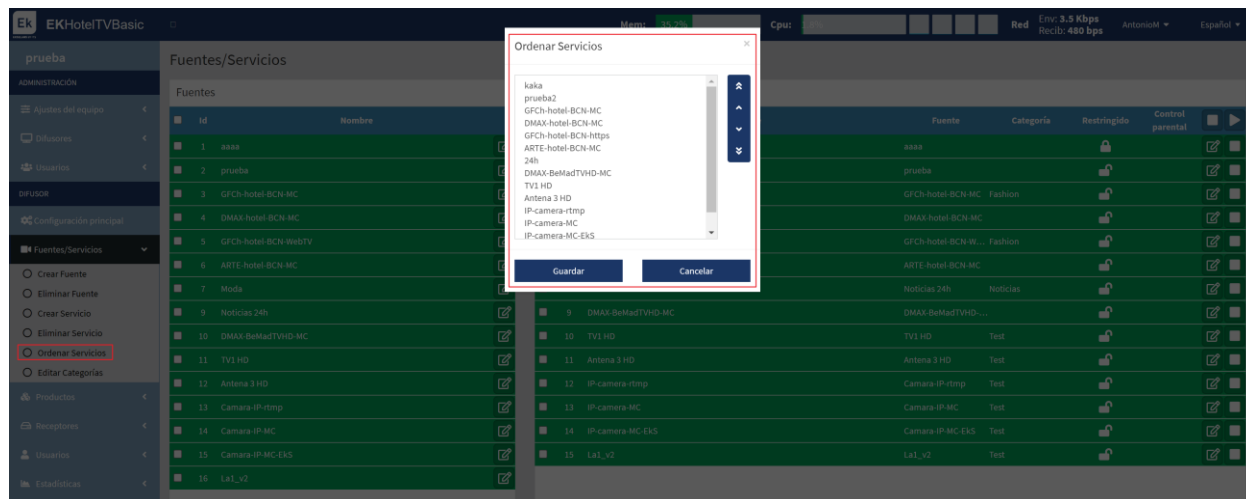 Ek EKHotelTVBasic
Mem: 35.2% Cpu: Red Env: 3.5 Kbps Recib: 480 bps AntonioM Español
prueba
ADMINISTRACIÓN
Ajustes del equipo
Difusores
Usuarios
DIFUSOR
Configuración principal
Fuentes/Servicios
Crear Fuente
Eliminar Fuente
Crear Servicio
Eliminar Servicio
Ordenar Servicios
Editar Categorias
Productos
Receptores
Usuarios
Estadísticas
Fuentes/Servicios
Fuentes
Id Nombre
1 aaaa
2 prueba
3 GFCh-hotel-BCN-MC
4 DMAX-hotel-BCN-MC
5 GFCh-hotel-BCN-WebTV
6 ARTE-hotel-BCN-MC
7 Moda
9 Noticias 24h
10 DMAX-BeMadTVHD-MC
11 TV1 HD
12 Antena 3 HD
13 Camara-IP-rtmp
14 Camara-IP-MC
15 Camara-IP-MC-EkS
16 La1_v2
Ordenar Servicios ×
kaka
prueba2
GFCh-hotel-BCN-MC
DMAX-hotel-BCN-MC
GFCh-hotel-BCN-https
ARTE-hotel-BCN-MC
24h
DMAX-BeMadTVHD-MC
TV1 HD
Antena 3 HD
IP-camera-rtmp
IP-camera-MC
IP-camera-MC-EkS
Guardar Cancelar
Fuente Categoría Restringido Control parental
aaaa
prueba
GFCh-hotel-BCN-MC Fashion
DMAX-hotel-BCN-MC
GFCh-hotel-BCN-W... Fashion
ARTE-hotel-BCN-MC
Noticias 24h Noticias
9 DMAX-BeMadTVHD-MC DMAX-BeMadTVHD-...
10 TV1 HD TV1 HD Test
11 Antena 3 HD Antena 3 HD Test
12 IP-camera-rtmp Camara-IP-rtmp Test
13 IP-camera-MC Camara-IP-MC Test
14 IP-camera-MC-EkS Camara-IP-MC-EkS Test
15 La1_v2 La1_v2 Test